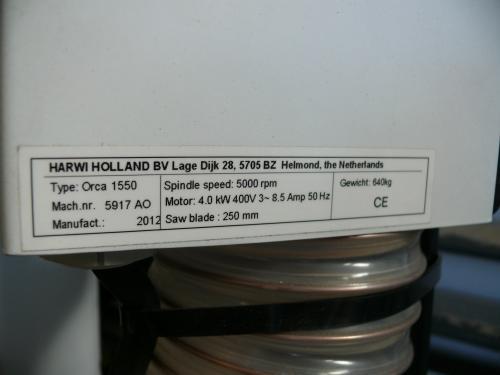 HARWI HOLLAND BV Lage Dijk 28, 5705 BZ Helmond, the Netherlands
Type: Orca 1550
Mach.nr. 5917 AO
Manufact.: 2012
Spindle speed: 5000 rpm
Motor: 4.0 kW 400V 3~ 8.5 Amp 50 Hz
Saw blade : 250 mm
Gewicht: 640kg
CE